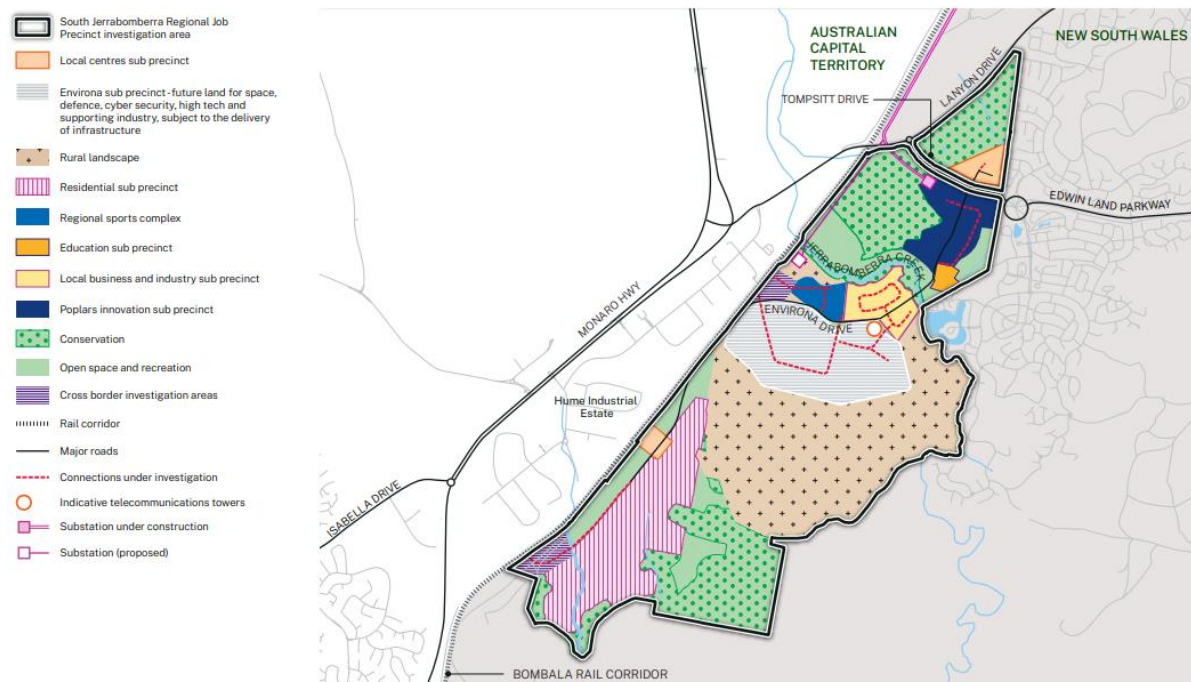 South Jerrabomberra Regional Job
Precinct investigation area
Local centres sub precinct
Environa sub precinct - future land for space,
defence, cyber security, high tech and
supporting industry, subject to the delivery
of infrastructure
Rural landscape
Residential sub precinct
Regional sports complex
Education sub precinct
Local business and industry sub precinct
Poplars innovation sub precinct
Conservation
Open space and recreation
Cross border investigation areas
Rail corridor
Major roads
Connections under investigation
Indicative telecommunications towers
Substation under construction
Substation (proposed)
AUSTRALIAN
CAPITAL
TERRITORY
NEW SOUTH WALES
LANYON DRIVE
TOMPSITT DRIVE
EDWIN LAND PARKWAY
JERRABOMBERRA CREEK
MONARO HWY
ENVIRONA DRIVE
Hume Industrial
Estate
ISABELLA DRIVE
BOMBALA RAIL CORRIDOR